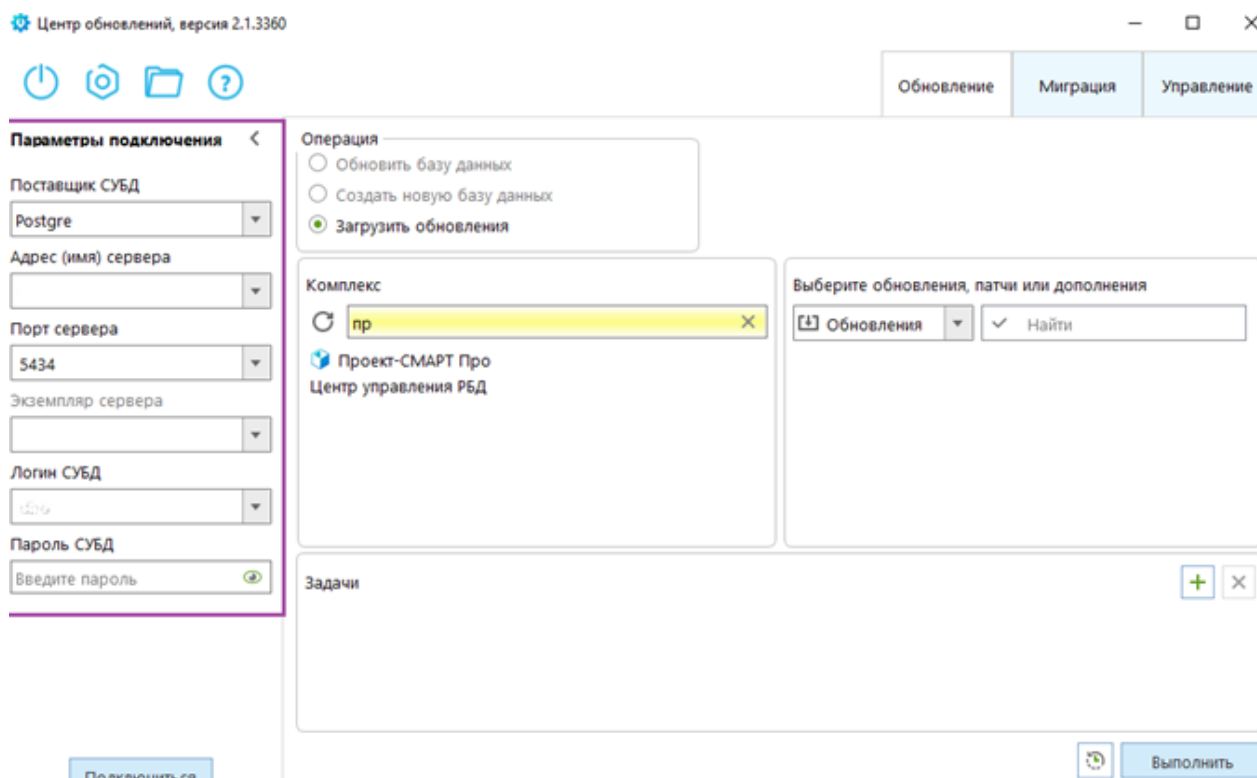 Центр обновлений, версия 2.1.3360
Обновление
Миграция
Управление
Параметры подключения
Поставщик СУБД
Postgre
Адрес (имя) сервера
Порт сервера
5434
Экземпляр сервера
Логин СУБД
Пароль СУБД
Введите пароль
Подключиться
Операция
Обновить базу данных
Создать новую базу данных
Загрузить обновления
Комплекс
пр
Проект-СМАРТ Про
Центр управления РБД
Выберите обновления, патчи или дополнения
Обновления
Найти
Задачи
Выполнить